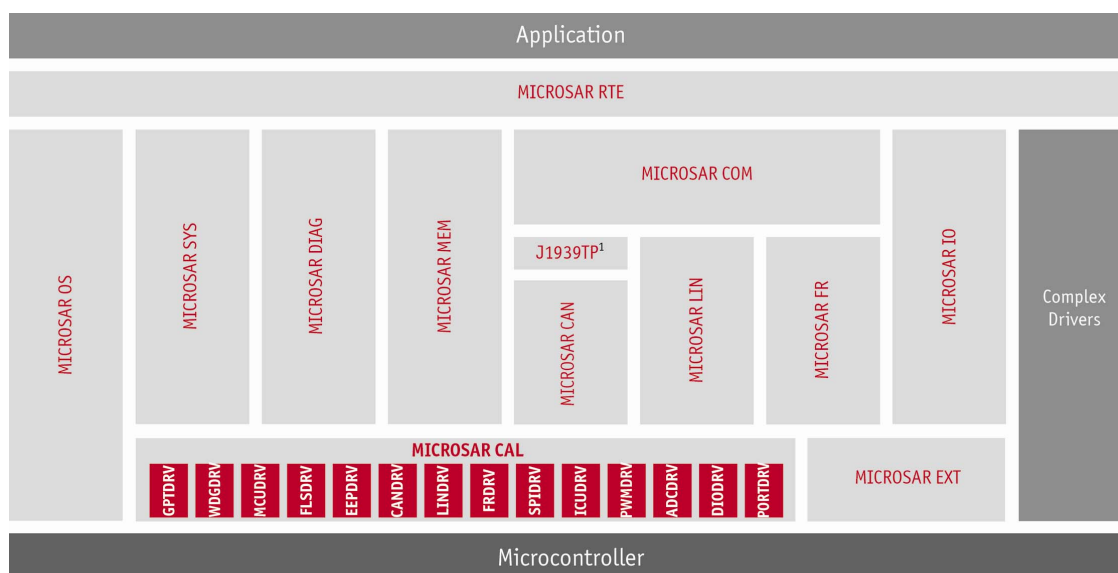 Application
MICROSAR RTE
MICROSAR OS
MICROSAR SYS
MICROSAR DIAG
MICROSAR MEM
MICROSAR COM
J1939TP¹
MICROSAR CAN
MICROSAR LIN
MICROSAR FR
MICROSAR IO
Complex
Drivers
MICROSAR CAL
GPTDRV
WDGDRV
MCUDRV
FLSDRV
EEPDRV
CANDRV
LINDRV
FRDRV
SPIDRV
ICUDRV
PWMDRV
ADCDRV
DIODRV
PORTDRV
MICROSAR EXT
Microcontroller